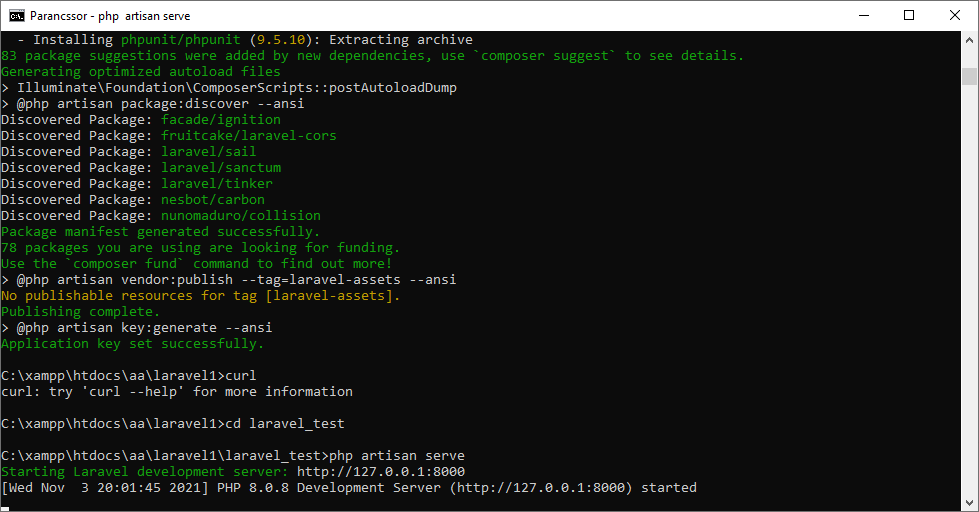 Parancssor - php  artisan serve
  - Installing phpunit/phpunit (9.5.10): Extracting archive
83 package suggestions were added by new dependencies, use `composer suggest` to see details.
Generating optimized autoload files
> Illuminate\Foundation\ComposerScripts::postAutoloadDump
> @php artisan package:discover --ansi
Discovered Package: facade/ignition
Discovered Package: fruitcake/laravel-cors
Discovered Package: laravel/sail
Discovered Package: laravel/sanctum
Discovered Package: laravel/tinker
Discovered Package: nesbot/carbon
Discovered Package: nunomaduro/collision
Package manifest generated successfully.
78 packages you are using are looking for funding.
Use the `composer fund` command to find out more!
> @php artisan vendor:publish --tag=laravel-assets --ansi
No publishable resources for tag [laravel-assets].
Publishing complete.
> @php artisan key:generate --ansi
Application key set successfully.
C:\xampp\htdocs\aa\laravel1>curl
curl: try 'curl --help' for more information
C:\xampp\htdocs\aa\laravel1>cd laravel_test
C:\xampp\htdocs\aa\laravel1\laravel_test>php artisan serve
Starting Laravel development server: http://127.0.0.1:8000
[Wed Nov  3 20:01:45 2021] PHP 8.0.8 Development Server (http://127.0.0.1:8000) started